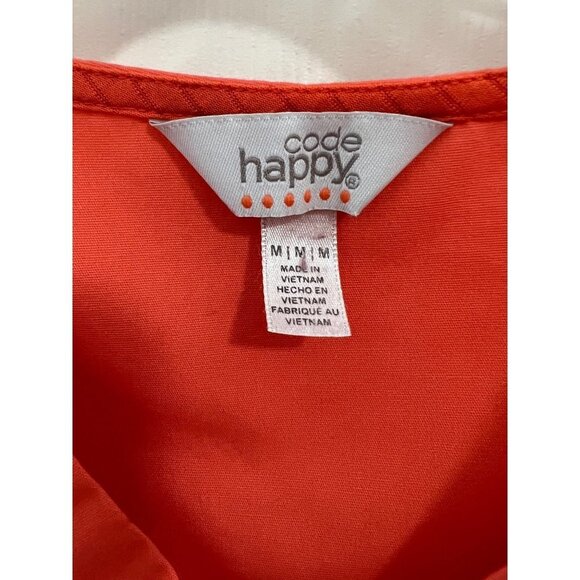 code
happy®
M | M | M
MADE IN
VIETNAM
HECHO EN
VIETNAM
FABRIQUÉ AU
VIETNAM